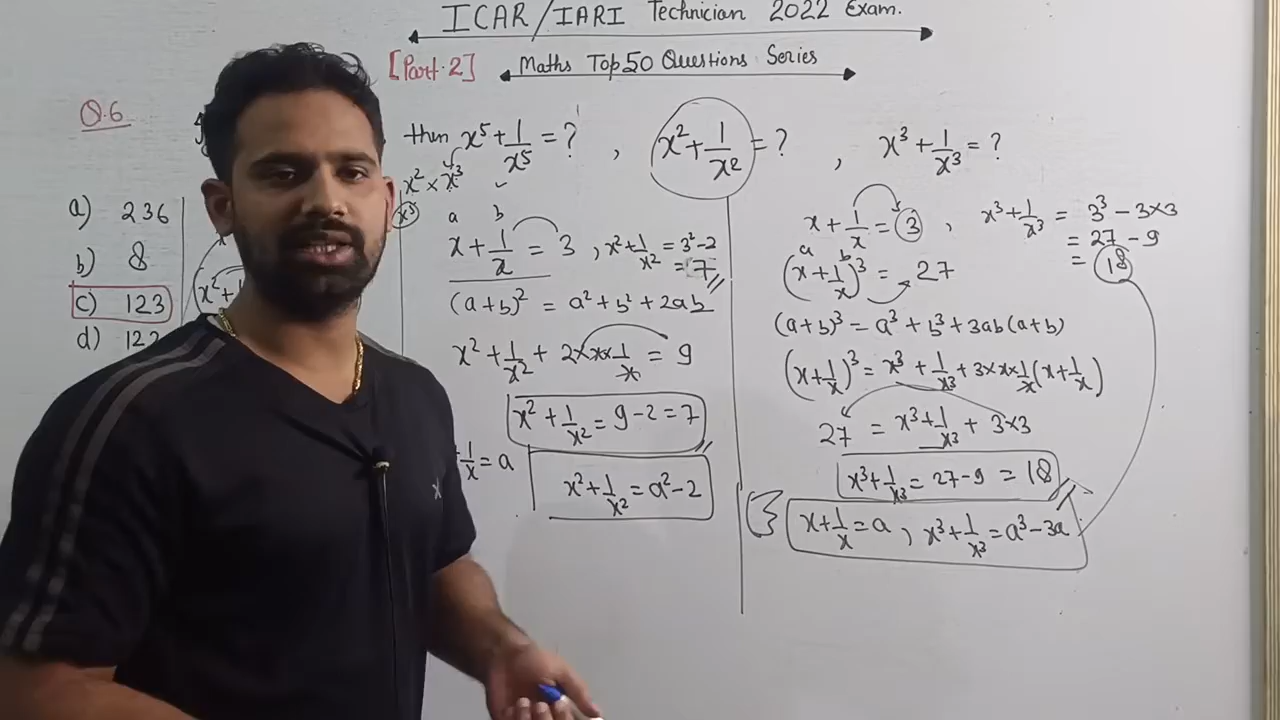 ICAR/IARI Technician 2022 Exam.
[Part-2] Maths Top 50 Questions Series
Q.6
then x⁵+1/x⁵=? , x²+1/x²=? , x³+1/x³=?
x² × x³
a) 236
b) 8
c) 123
d) 122
x³
(x²+1
a b
x+1/x = 3 , x²+1/x² = 3²-2
= 7
(a+b)² = a²+b²+2ab
x²+1/x² + 2×x×1/x = 9
x²+1/x² = 9-2 = 7
+1/x = a
x²+1/x² = a²-2
x+1/x = 3 , x³+1/x³ = 3³-3×3
= 27-9
= 18
a b
(x+1/x)³ = 27
(a+b)³ = a³+b³+3ab(a+b)
(x+1/x)³ = x³+1/x³+3×x×1/x(x+1/x)
27 = x³+1/x³ + 3×3
x³+1/x³ = 27-9 = 18
x+1/x = a , x³+1/x³ = a³-3a
X